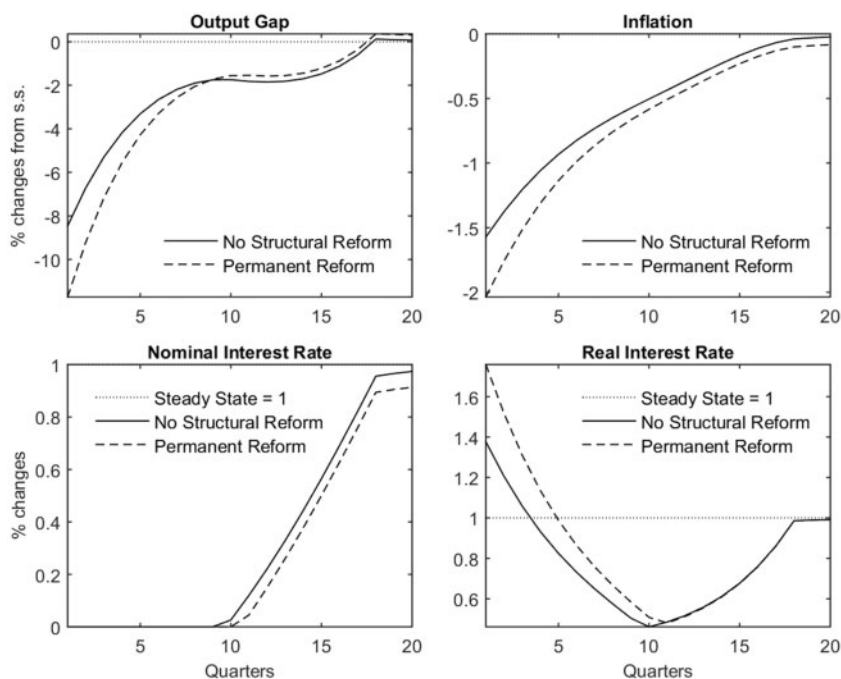 Output Gap
% changes from s.s.
0
-2
-4
-6
-8
-10
No Structural Reform
Permanent Reform
5
10
15
20
Inflation
0
-0.5
-1
-1.5
-2
No Structural Reform
Permanent Reform
5
10
15
20
Nominal Interest Rate
% changes
1
0.8
0.6
0.4
0.2
0
Steady State = 1
No Structural Reform
Permanent Reform
5
10
15
20
Quarters
Real Interest Rate
1.6
1.4
1.2
1
0.8
0.6
Steady State = 1
No Structural Reform
Permanent Reform
5
10
15
20
Quarters